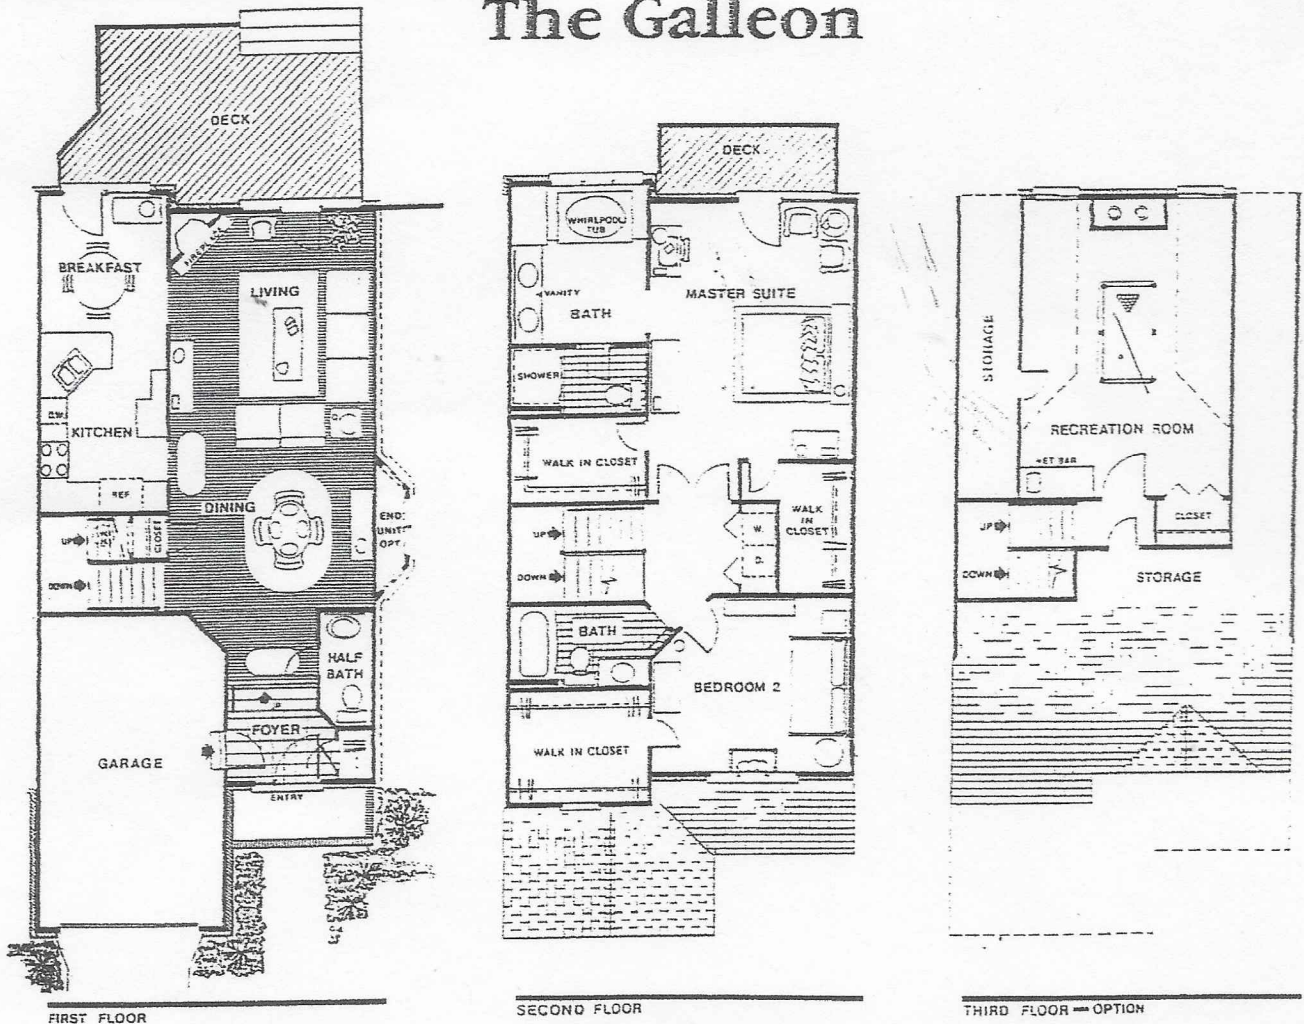 The Galleon
DECK
BREAKFAST
FIREPLACE
LIVING
D.W.
KITCHEN
REF
DINING
END
UNIT
OPT.
UP
CLOSET
DOWN
HALF
BATH
FOYER
GARAGE
ENTRY
FIRST FLOOR
DECK
WHIRLPOOL
TUB
VANITY
BATH
MASTER SUITE
SHOWER
WALK IN CLOSET
WALK
IN
CLOSET
W.
D.
UP
DOWN
BATH
BEDROOM 2
WALK IN CLOSET
SECOND FLOOR
STORAGE
RECREATION ROOM
WET BAR
CLOSET
UP
DOWN
STORAGE
THIRD FLOOR — OPTION